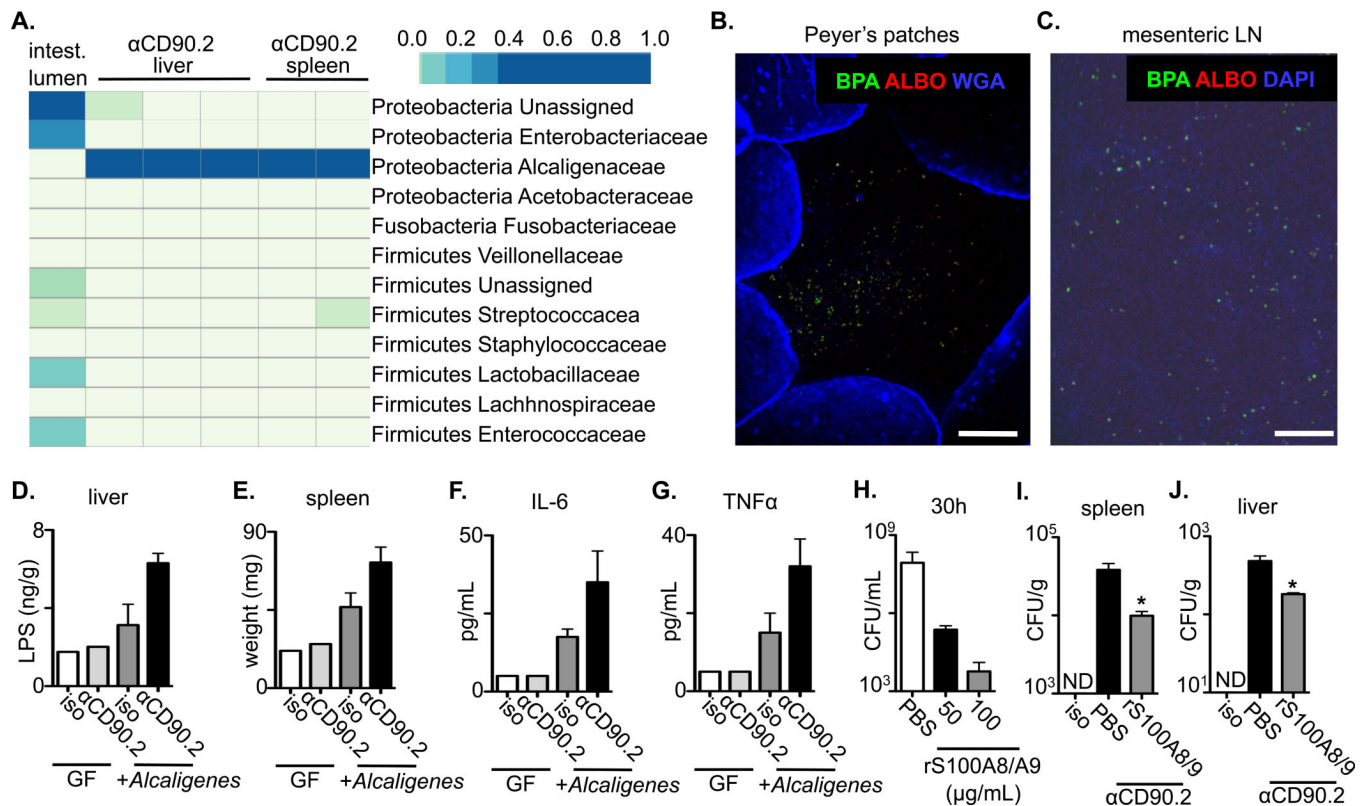 A.
intest.
lumen
αCD90.2
liver
αCD90.2
spleen
0.0 0.2 0.4 0.6 0.8 1.0
Proteobacteria Unassigned
Proteobacteria Enterobacteriaceae
Proteobacteria Alcaligenaceae
Proteobacteria Acetobacteraceae
Fusobacteria Fusobacteriaceae
Firmicutes Veillonellaceae
Firmicutes Unassigned
Firmicutes Streptococcacea
Firmicutes Staphylococcaceae
Firmicutes Lactobacillaceae
Firmicutes Lachhnospiraceae
Firmicutes Enterococcaceae
B.
Peyer's patches
BPA ALBO WGA
C.
mesenteric LN
BPA ALBO DAPI
D.
liver
LPS (ng/g)
8
0
iso
αCD90.2
iso
αCD90.2
GF
+Alcaligenes
E.
spleen
weight (mg)
90
0
iso
αCD90.2
iso
αCD90.2
GF
+Alcaligenes
F.
IL-6
pg/mL
50
0
iso
αCD90.2
iso
αCD90.2
GF
+Alcaligenes
G.
TNFα
pg/mL
40
0
iso
αCD90.2
iso
αCD90.2
GF
+Alcaligenes
H.
30h
CFU/mL
10⁹
10³
PBS
50
100
rS100A8/A9
(μg/mL)
I.
spleen
CFU/g
10⁵
10³
ND
*
iso
PBS
rS100A8/9
αCD90.2
J.
liver
CFU/g
10³
10¹
ND
*
iso
PBS
rS100A8/9
αCD90.2